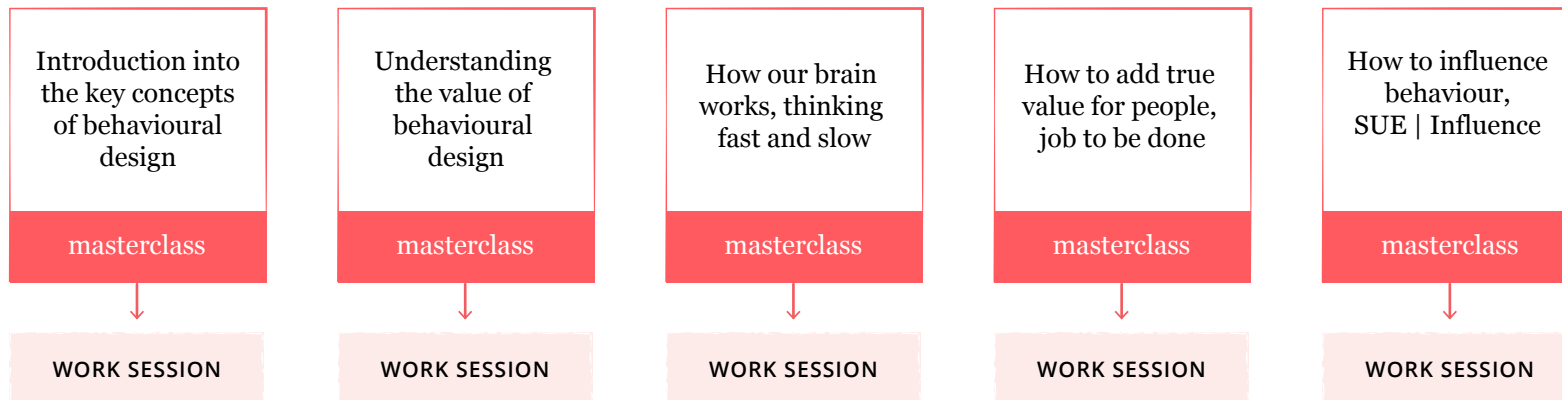 Introduction into
the key concepts
of behavioural
design
masterclass
WORK SESSION
Understanding
the value of
behavioural
design
masterclass
WORK SESSION
How our brain
works, thinking
fast and slow
masterclass
WORK SESSION
How to add true
value for people,
job to be done
masterclass
WORK SESSION
How to influence
behaviour,
SUE | Influence
masterclass
WORK SESSION